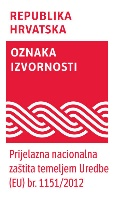 REPUBLIKA
HRVATSKA
OZNAKA
IZVORNOSTI
Prijelazna nacionalna
zaštita temeljem Uredbe
(EU) br. 1151/2012